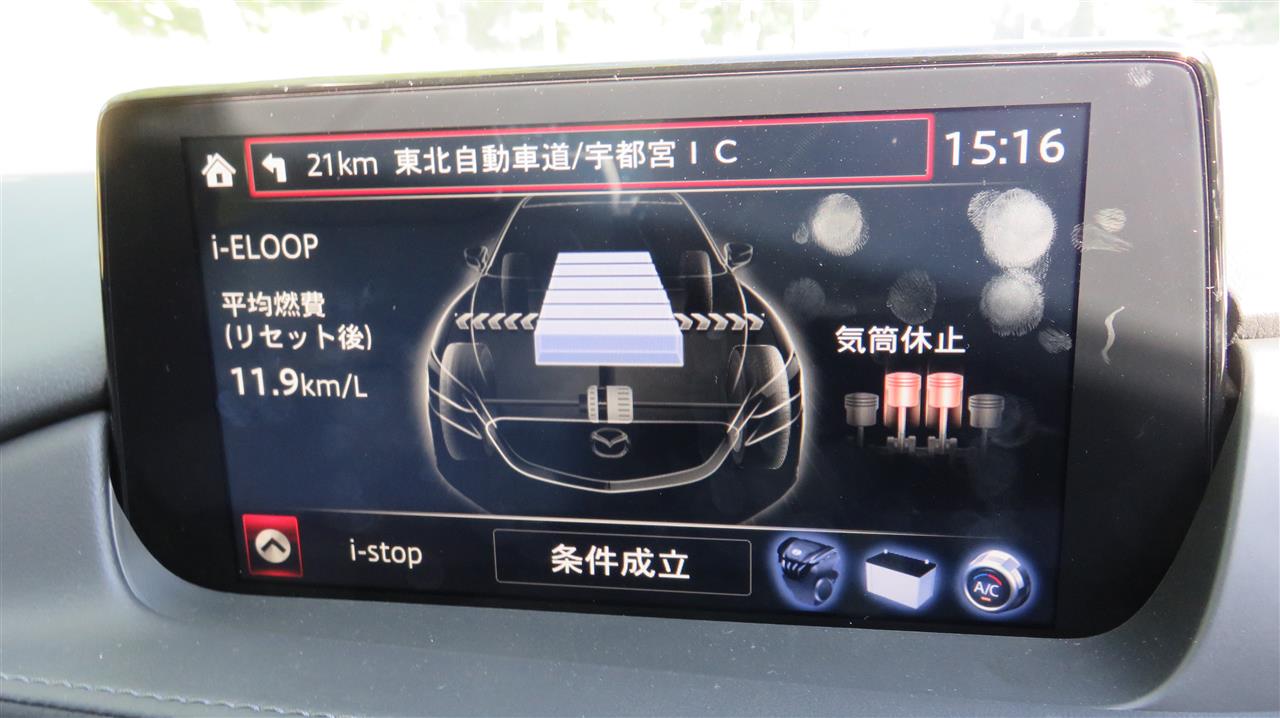 21km 東北自動車道/宇都宮ＩＣ
15:16
i-ELOOP
平均燃費
(リセット後)
11.9km/L
気筒休止
i-stop
条件成立
A/C